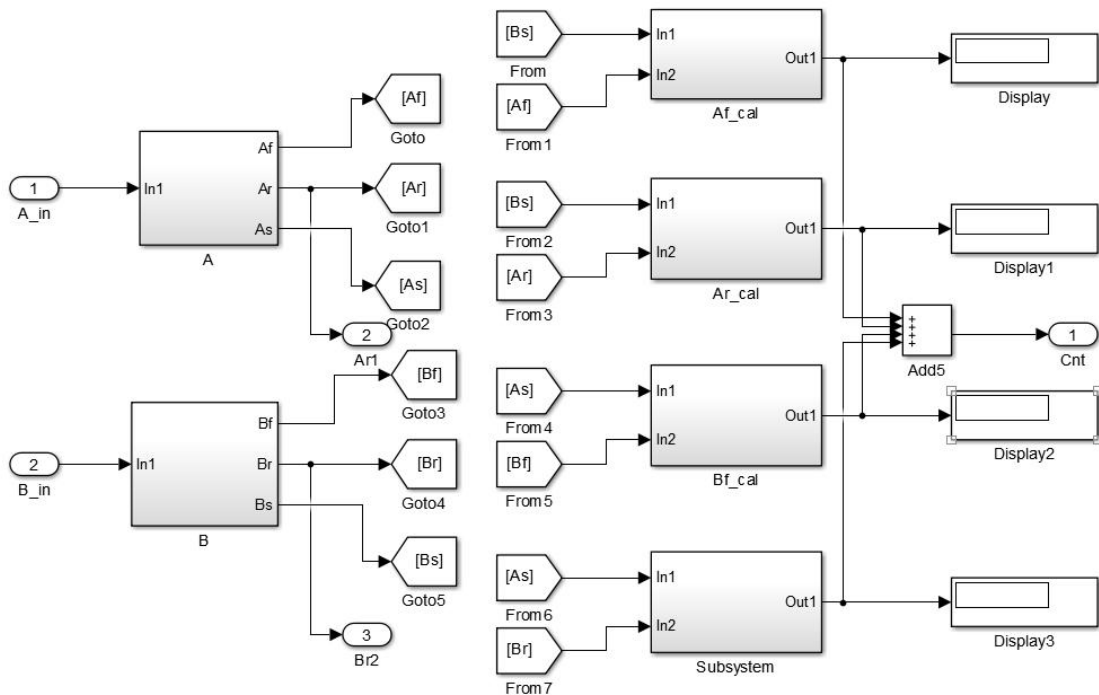 1
A_in
In1
Af
Ar
As
A
[Af]
Goto
[Ar]
Goto1
[As]
Goto2
2
Ar1
2
B_in
In1
Bf
Br
Bs
B
[Bf]
Goto3
[Br]
Goto4
[Bs]
Goto5
3
Br2
[Bs]
From
[Af]
From1
In1
In2
Out1
Af_cal
Display
[Bs]
From2
[Ar]
From3
In1
In2
Out1
Ar_cal
Display1
+
+
+
+
Add5
1
Cnt
[As]
From4
[Bf]
From5
In1
In2
Out1
Bf_cal
Display2
[As]
From6
[Br]
From7
In1
In2
Out1
Subsystem
Display3